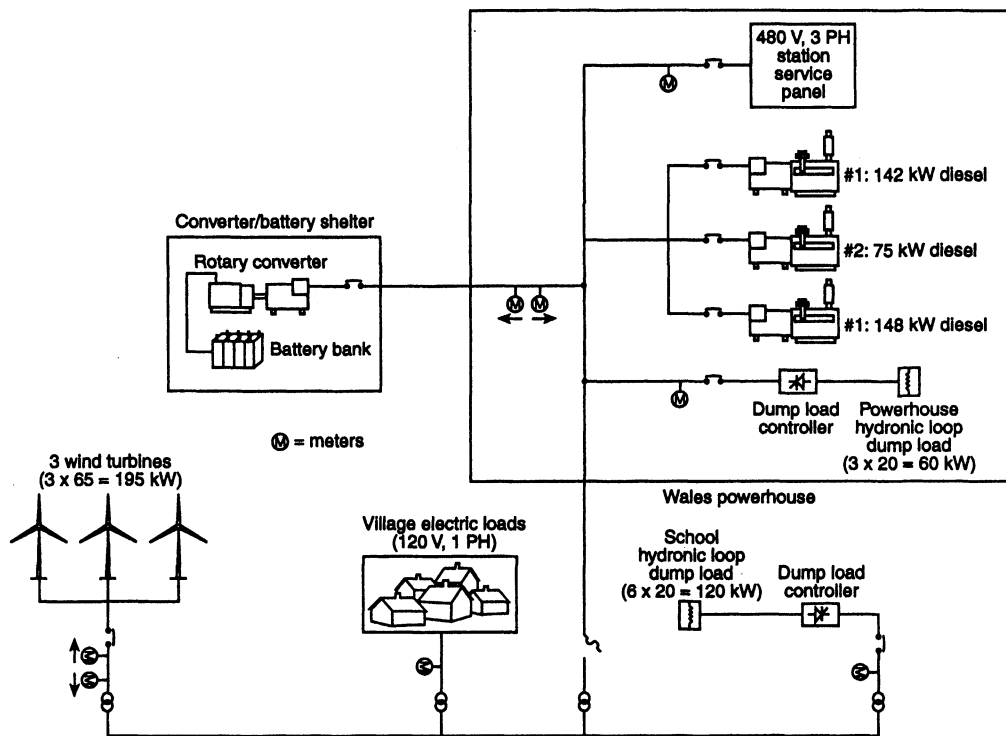 480 V, 3 PH
station
service
panel
#1: 142 kW diesel
#2: 75 kW diesel
#1: 148 kW diesel
Converter/battery shelter
Rotary converter
Battery bank
M
M
M
M
Dump load
controller
Powerhouse
hydronic loop
dump load
(3 x 20 = 60 kW)
M = meters
Wales powerhouse
3 wind turbines
(3 x 65 = 195 kW)
Village electric loads
(120 V, 1 PH)
School
hydronic loop
dump load
(6 x 20 = 120 kW)
Dump load
controller
M
M
M
M